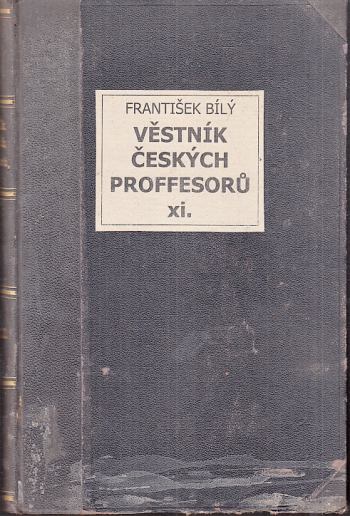 FRANTIŠEK BÍLÝ
VĚSTNÍK
ČESKÝCH
PROFFESORŮ
xi.